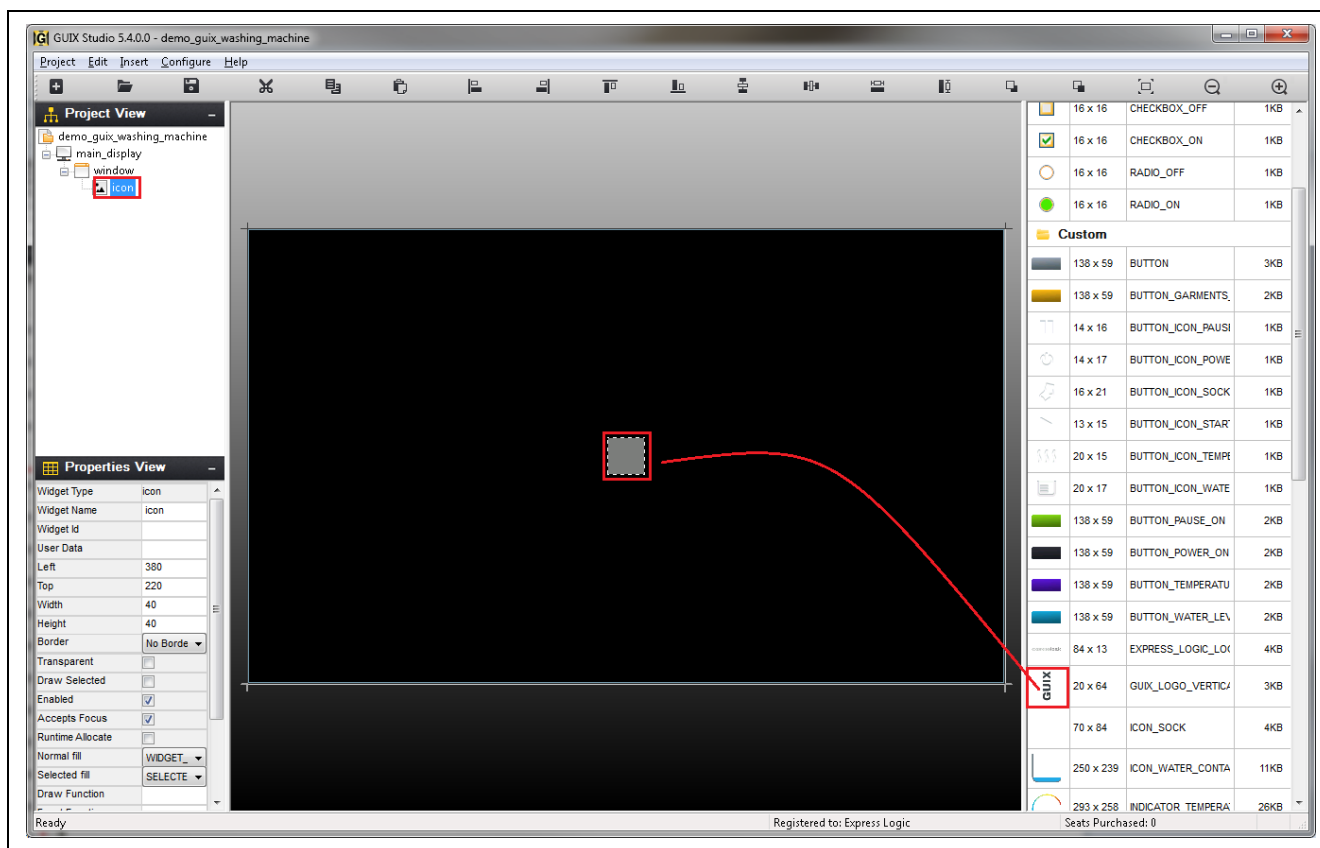 GUIX Studio 5.4.0.0 - demo_guix_washing_machine
Project Edit Insert Configure Help
Project View
demo_guix_washing_machine
main_display
window
icon
Properties View
Widget Type icon
Widget Name icon
Widget Id
User Data
Left 380
Top 220
Width 40
Height 40
Border No Borde
Transparent
Draw Selected
Enabled
Accepts Focus
Runtime Allocate
Normal fill WIDGET_
Selected fill SELECTE
Draw Function
16 x 16 CHECKBOX_OFF 1KB
16 x 16 CHECKBOX_ON 1KB
16 x 16 RADIO_OFF 1KB
16 x 16 RADIO_ON 1KB
Custom
138 x 59 BUTTON 3KB
138 x 59 BUTTON_GARMENTS_ 2KB
14 x 16 BUTTON_ICON_PAUSI 1KB
14 x 17 BUTTON_ICON_POWE 1KB
16 x 21 BUTTON_ICON_SOCK 1KB
13 x 15 BUTTON_ICON_STAR 1KB
20 x 15 BUTTON_ICON_TEMPE 1KB
20 x 17 BUTTON_ICON_WATE 1KB
138 x 59 BUTTON_PAUSE_ON 2KB
138 x 59 BUTTON_POWER_ON 2KB
138 x 59 BUTTON_TEMPERATU 2KB
138 x 59 BUTTON_WATER_LEV 2KB
84 x 13 EXPRESS_LOGIC_LO 4KB
GUIX 20 x 64 GUIX_LOGO_VERTICA 3KB
70 x 84 ICON_SOCK 4KB
250 x 239 ICON_WATER_CONTA 11KB
293 x 258 INDICATOR_TEMPERA 26KB
Ready Registered to: Express Logic Seats Purchased: 0